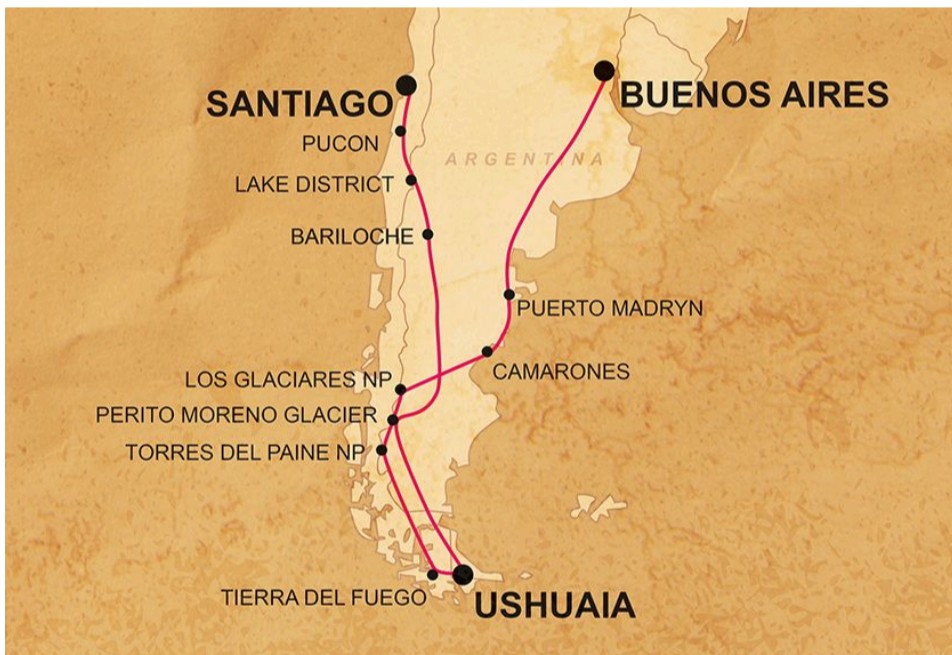 SANTIAGO
BUENOS AIRES
PUCON
ARGENTINA
LAKE DISTRICT
BARILOCHE
PUERTO MADRYN
CAMARONES
LOS GLACIARES NP
PERITO MORENO GLACIER
TORRES DEL PAINE NP
TIERRA DEL FUEGO
USHUAIA